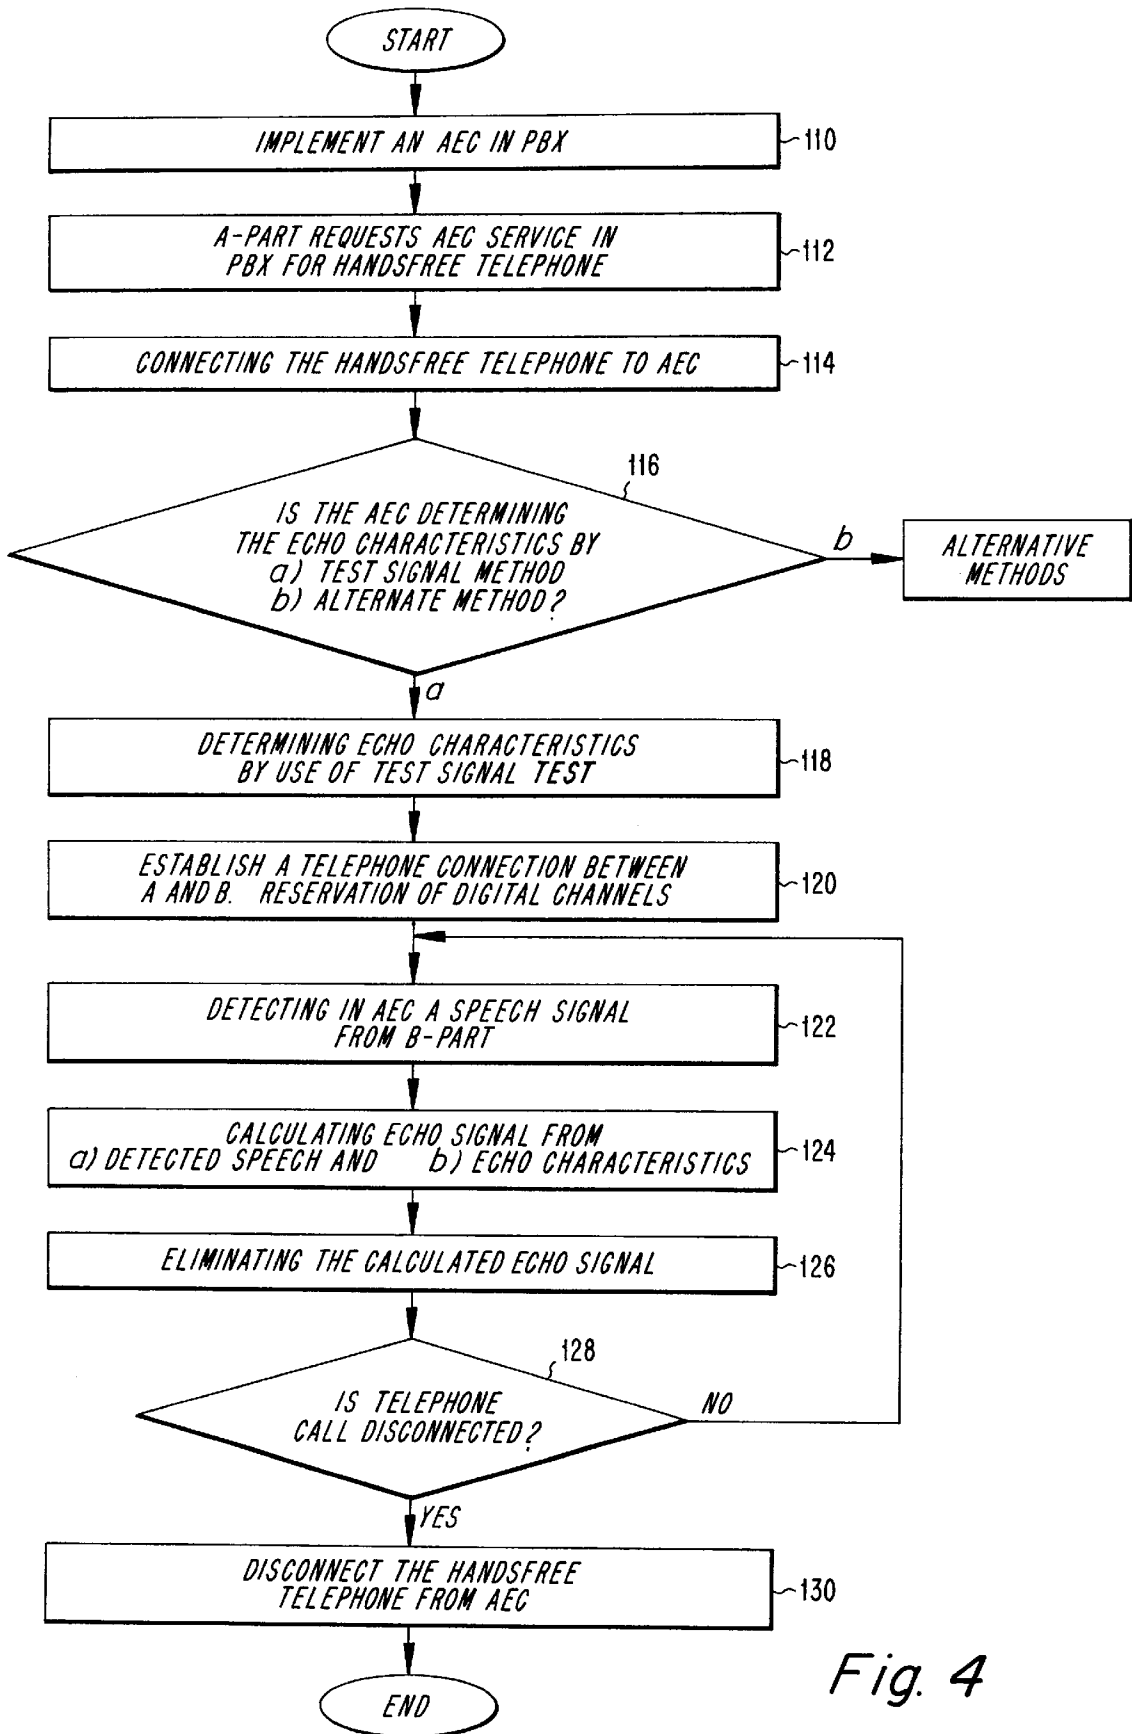 START
IMPLEMENT AN AEC IN PBX
110
A-PART REQUESTS AEC SERVICE IN
PBX FOR HANDSFREE TELEPHONE
112
CONNECTING THE HANDSFREE TELEPHONE TO AEC
114
116
IS THE AEC DETERMINING
THE ECHO CHARACTERISTICS BY
a) TEST SIGNAL METHOD
b) ALTERNATE METHOD?
b
ALTERNATIVE
METHODS
a
DETERMINING ECHO CHARACTERISTICS
BY USE OF TEST SIGNAL TEST
118
ESTABLISH A TELEPHONE CONNECTION BETWEEN
A AND B. RESERVATION OF DIGITAL CHANNELS
120
DETECTING IN AEC A SPEECH SIGNAL
FROM B-PART
122
CALCULATING ECHO SIGNAL FROM
a) DETECTED SPEECH AND b) ECHO CHARACTERISTICS
124
ELIMINATING THE CALCULATED ECHO SIGNAL
126
128
IS TELEPHONE
CALL DISCONNECTED?
NO
YES
DISCONNECT THE HANDSFREE
TELEPHONE FROM AEC
130
END
Fig. 4